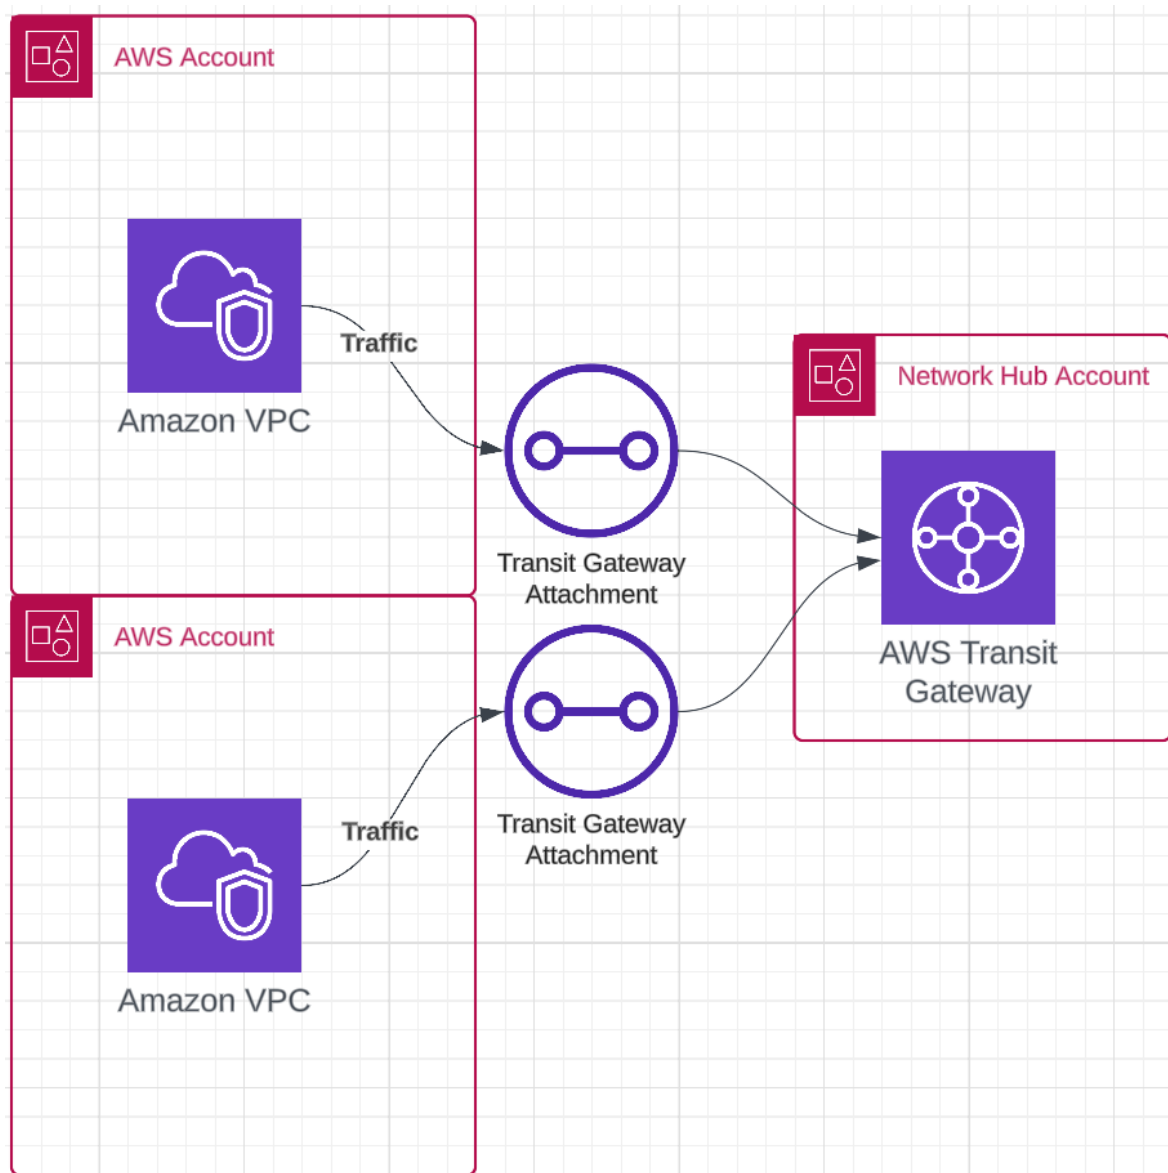 AWS Account
Traffic
Amazon VPC
Transit Gateway
Attachment
Network Hub Account
AWS Transit
Gateway
AWS Account
Traffic
Transit Gateway
Attachment
Amazon VPC